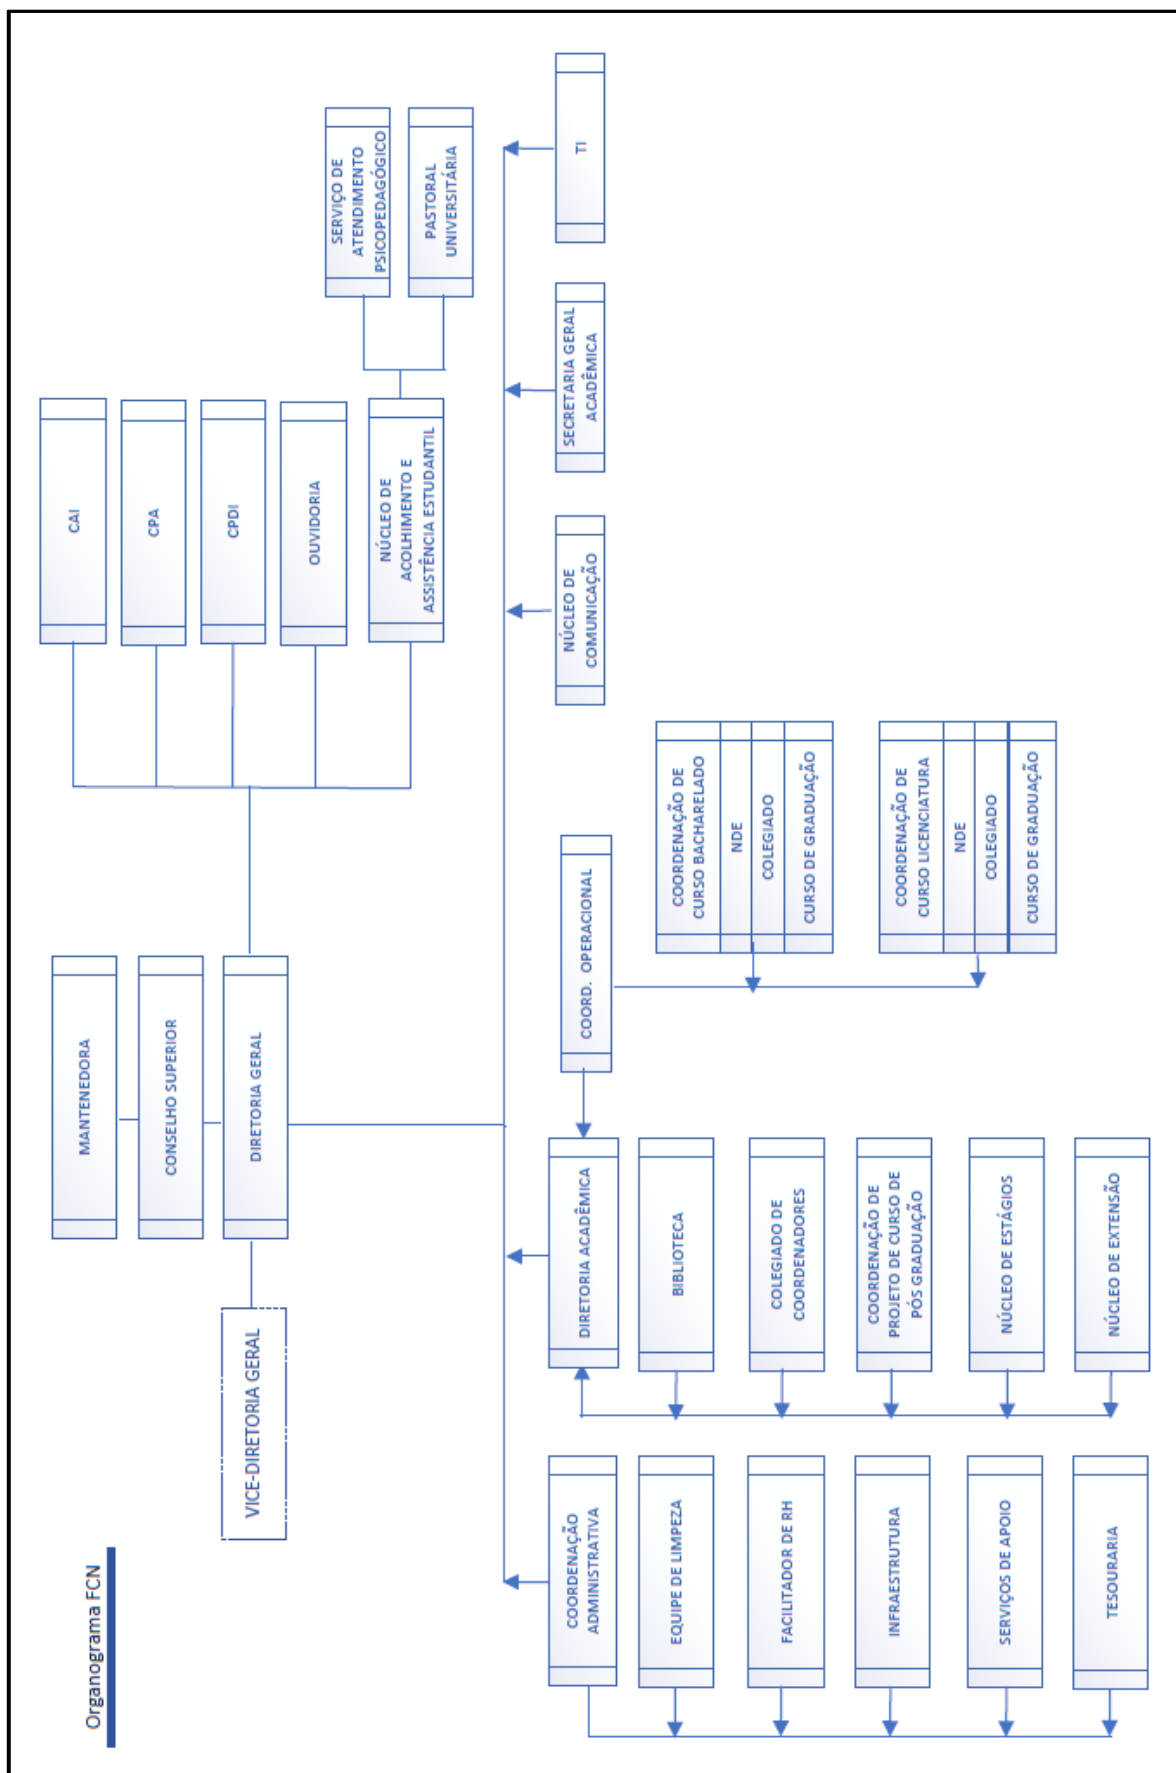 Organograma FCN
MANTENEDORA
CONSELHO SUPERIOR
VICE-DIRETORIA GERAL
DIRETORIA GERAL
CAI
CPA
CPDI
OUVIDORIA
NÚCLEO DE
ACOLHIMENTO E
ASSISTÊNCIA ESTUDANTIL
SERVIÇO DE
ATENDIMENTO
PSICOPEDAGÓGICO
PASTORAL
UNIVERSITÁRIA
COORDENAÇÃO
ADMINISTRATIVA
EQUIPE DE LIMPEZA
FACILITADOR DE RH
INFRAESTRUTURA
SERVIÇOS DE APOIO
TESOURARIA
DIRETORIA ACADÊMICA
BIBLIOTECA
COLEGIADO DE
COORDENADORES
COORDENAÇÃO DE
PROJETO DE CURSO DE
PÓS GRADUAÇÃO
NÚCLEO DE ESTÁGIOS
NÚCLEO DE EXTENSÃO
COORD. OPERACIONAL
COORDENAÇÃO DE
CURSO BACHARELADO
NDE
COLEGIADO
CURSO DE GRADUAÇÃO
COORDENAÇÃO DE
CURSO LICENCIATURA
NDE
COLEGIADO
CURSO DE GRADUAÇÃO
NÚCLEO DE
COMUNICAÇÃO
SECRETARIA GERAL
ACADÊMICA
TI